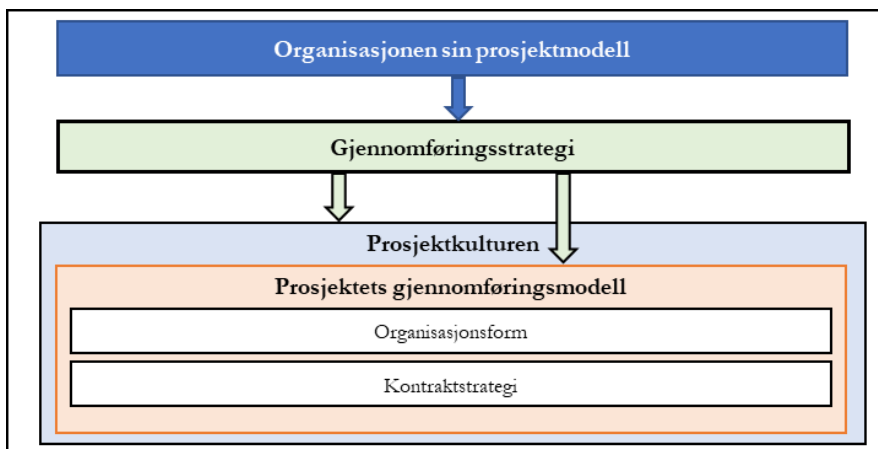 Organisasjonen sin prosjektmodell
Gjennomføringsstrategi
Prosjektkulturen
Prosjektets gjennomføringsmodell
Organisasjonsform
Kontraktstrategi